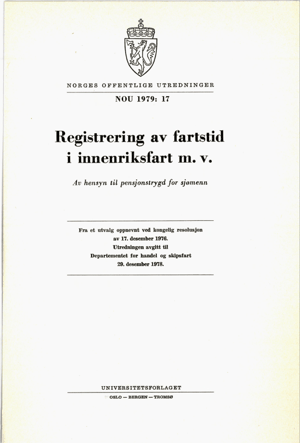 NORGES OFFENTLIGE UTREDNINGER
NOU 1979: 17
Registrering av fartstid
i innenriksfart m. v.
Av hensyn til pensjonstrygd for sjømenn
Fra et utvalg oppnevnt ved kongelig resolusjon
av 17. desember 1976.
Utredningen avgitt til
Departementet for handel og skipsfart
29. desember 1978.
UNIVERSITETSFORLAGET
OSLO — BERGEN — TROMSØ